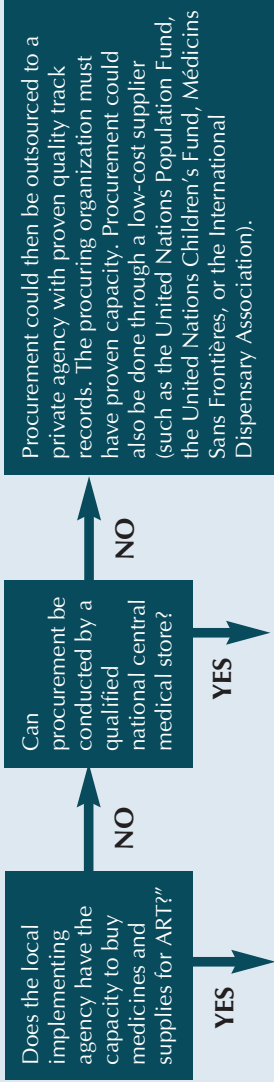 Does the local
implementing
agency have the
capacity to buy
medicines and
supplies for ART?”
NO
YES
Can
procurement be
conducted by a
qualified
national central
medical store?
NO
YES
Procurement could then be outsourced to a
private agency with proven quality track
records. The procuring organization must
have proven capacity. Procurement could
also be done through a low-cost supplier
(such as the United Nations Population Fund,
the United Nations Children’s Fund, Médicins
Sans Frontières, or the International
Dispensary Association).